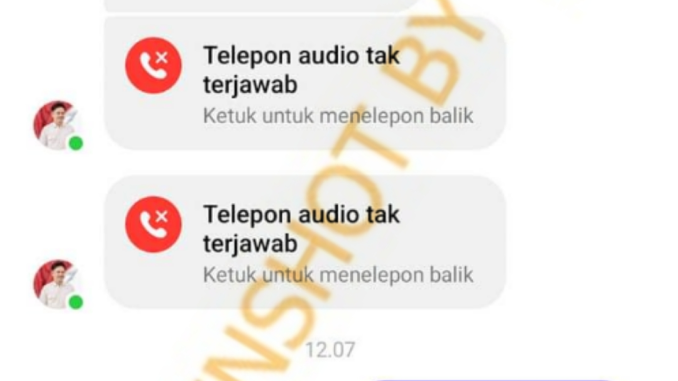 Telepon audio tak
terjawab
Ketuk untuk menelepon balik
Telepon audio tak
terjawab
Ketuk untuk menelepon balik
12.07
NSHOT BY